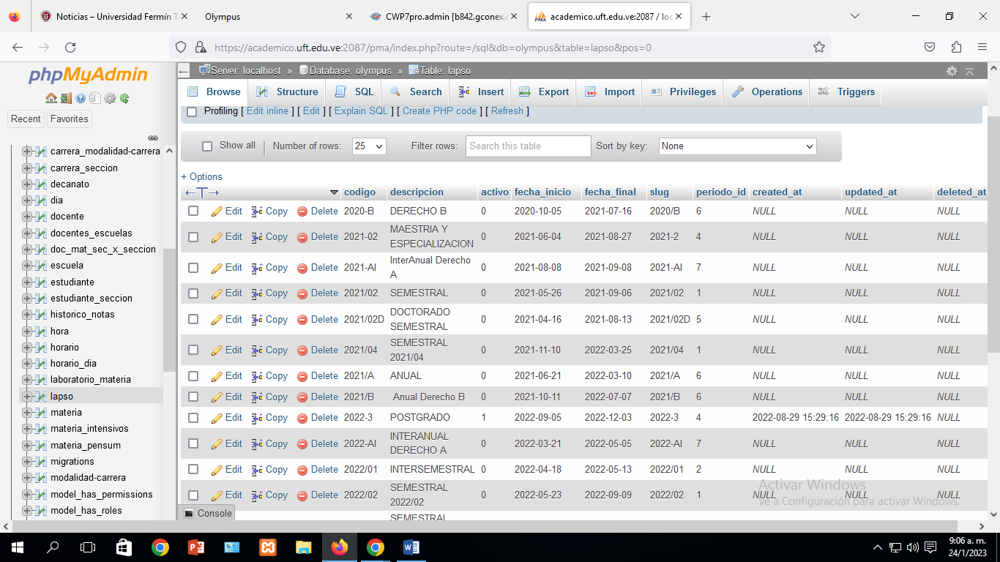 Noticias – Universidad Fermín T
Olympus
CWP7pro.admin [b842.gconex.c
academico.uft.edu.ve:2087 / loc
https://academico.uft.edu.ve:2087/pma/index.php?route=/sql&db=olympus&table=lapso&pos=0
phpMyAdmin
Recent
Favorites
carrera_modalidad-carrera
carrera_seccion
decanato
dia
docente
docentes_escuelas
doc_mat_sec_x_seccion
escuela
estudiante
estudiante_seccion
historico_notas
hora
horario
horario_dia
laboratorio_materia
lapso
materia
materia_intensivos
materia_pensum
migrations
modalidad-carrera
model_has_permissions
model_has_roles
Server: localhost » Database: olympus » Table: lapso
Browse Structure SQL Search Insert Export Import Privileges Operations Triggers
Profiling [ Edit inline ] [ Edit ] [ Explain SQL ] [ Create PHP code ] [ Refresh ]
Show all Number of rows: 25 Filter rows: Search this table Sort by key: None
+ Options
codigo descripcion activo fecha_inicio fecha_final slug periodo_id created_at updated_at deleted_at
Edit Copy Delete 2020-B DERECHO B 0 2020-10-05 2021-07-16 2020/B 6 NULL NULL NULL
MAESTRIA Y
Edit Copy Delete 2021-02 0 2021-06-04 2021-08-27 2021-2 4 NULL NULL NULL
ESPECIALIZACION
InterAnual Derecho
Edit Copy Delete 2021-AI 0 2021-08-08 2021-09-08 2021-AI 7 NULL NULL NULL
A
Edit Copy Delete 2021/02 SEMESTRAL 0 2021-05-26 2021-09-06 2021/02 1 NULL NULL NULL
DOCTORADO
Edit Copy Delete 2021/02D 0 2021-04-16 2021-08-13 2021/02D 5 NULL NULL NULL
SEMESTRAL
SEMESTRAL
Edit Copy Delete 2021/04 0 2021-11-10 2022-03-25 2021/04 1 NULL NULL NULL
2021/04
Edit Copy Delete 2021/A ANUAL 0 2021-06-21 2022-03-10 2021/A 6 NULL NULL NULL
Edit Copy Delete 2021/B Anual Derecho B 0 2021-10-11 2022-07-07 2021/B 6 NULL NULL NULL
Edit Copy Delete 2022-3 POSTGRADO 1 2022-09-05 2022-12-03 2022-3 4 2022-08-29 15:29:16 2022-08-29 15:29:16 NULL
INTERANUAL
Edit Copy Delete 2022-AI 0 2022-03-21 2022-05-05 2022-AI 7 NULL NULL NULL
DERECHO A
Edit Copy Delete 2022/01 INTERSEMESTRAL 0 2022-04-18 2022-05-13 2022/01 2 NULL NULL NULL
SEMESTRAL
Edit Copy Delete 2022/02 0 2022-05-23 2022-09-09 2022/02 1 NULL NULL NULL
2022/02
SEMESTRAL
Activar Windows
Ve a Configuración para activar Windows.
Console
9:06 a. m.
24/1/2023